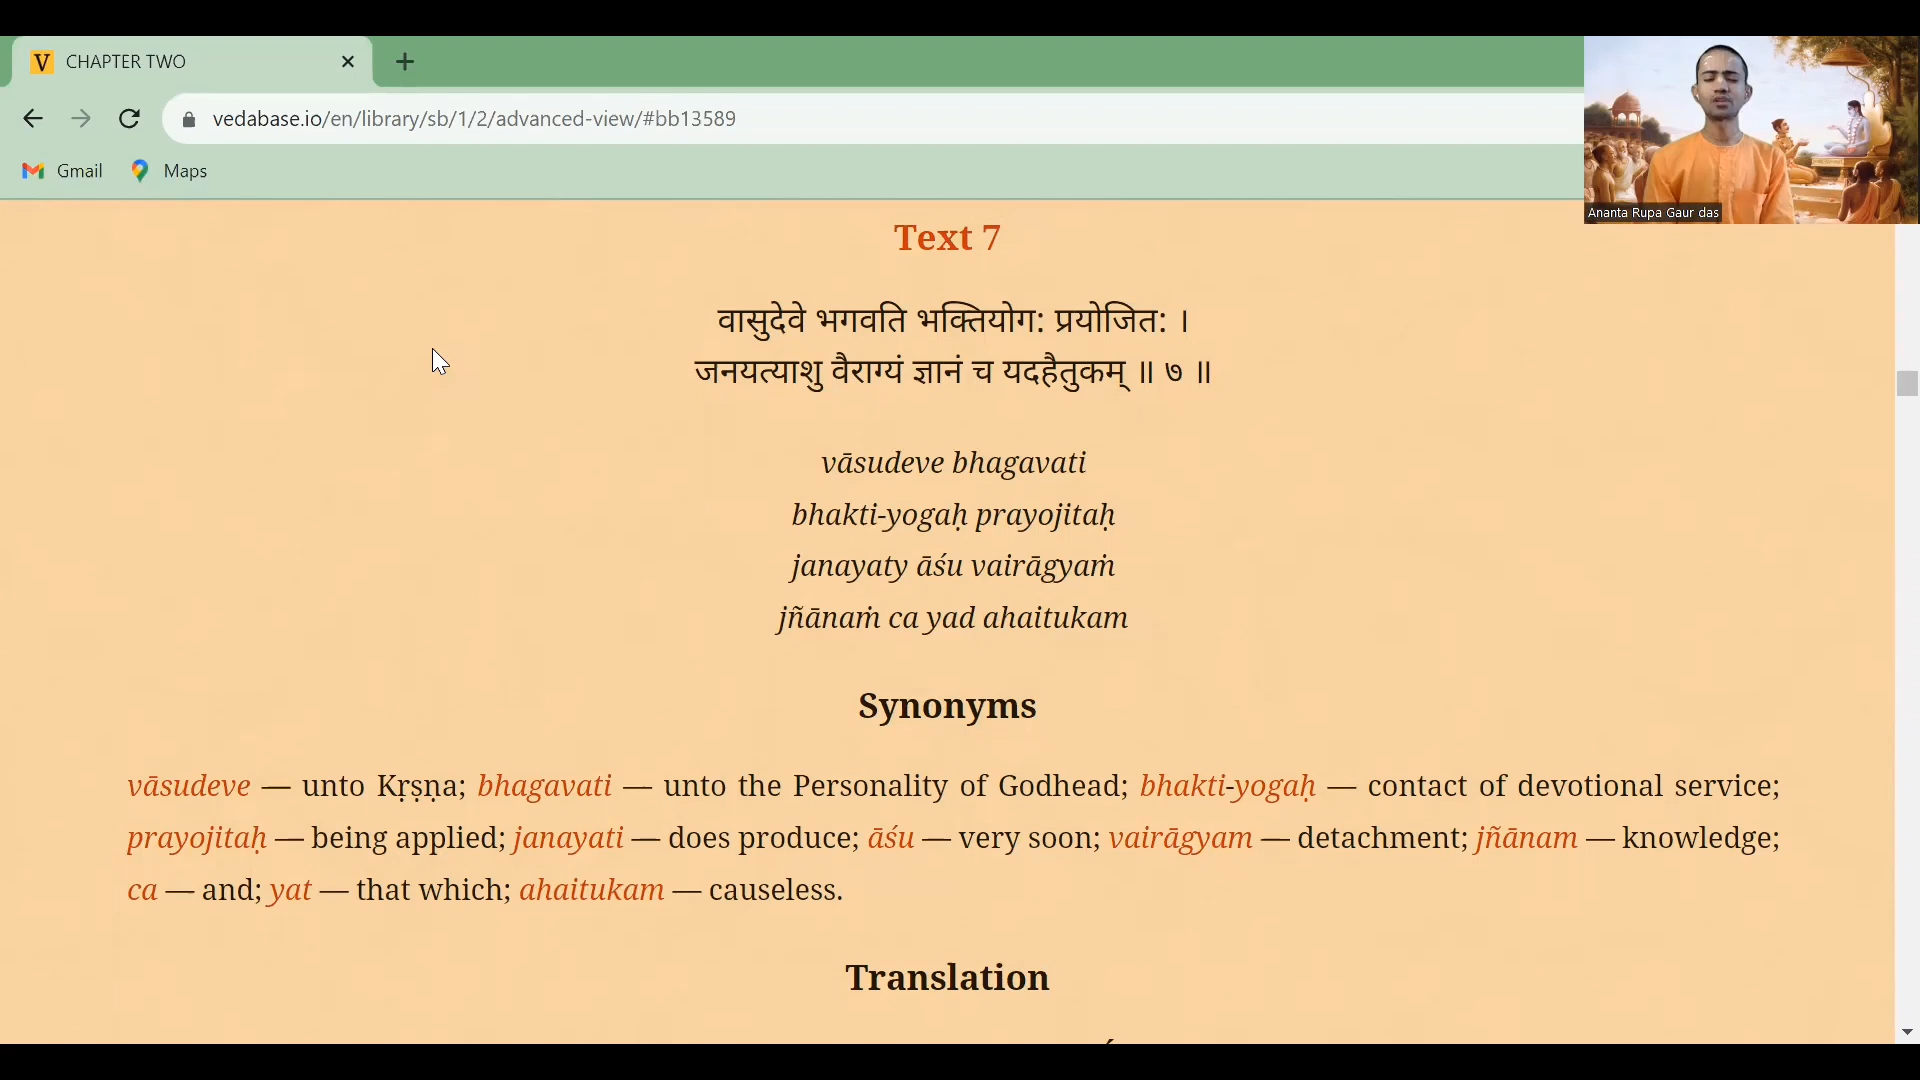 CHAPTER TWO
vedabase.io/en/library/sb/1/2/advanced-view/#bb13589
Gmail Maps
Ananta Rupa Gaur das
Text 7
वासुदेवे भगवति भक्तियोग: प्रयोजित: ।
जनयत्याशु वैराग्यं ज्ञानं च यदहैतुकम् ॥ ७ ॥
vāsudeve bhagavati
bhakti-yogaḥ prayojitaḥ
janayaty āśu vairāgyaṁ
jñānaṁ ca yad ahaitukam
Synonyms
vāsudeve — unto Kṛṣṇa; bhagavati — unto the Personality of Godhead; bhakti-yogaḥ — contact of devotional service;
prayojitaḥ — being applied; janayati — does produce; āśu — very soon; vairāgyam — detachment; jñānam — knowledge;
ca — and; yat — that which; ahaitukam — causeless.
Translation